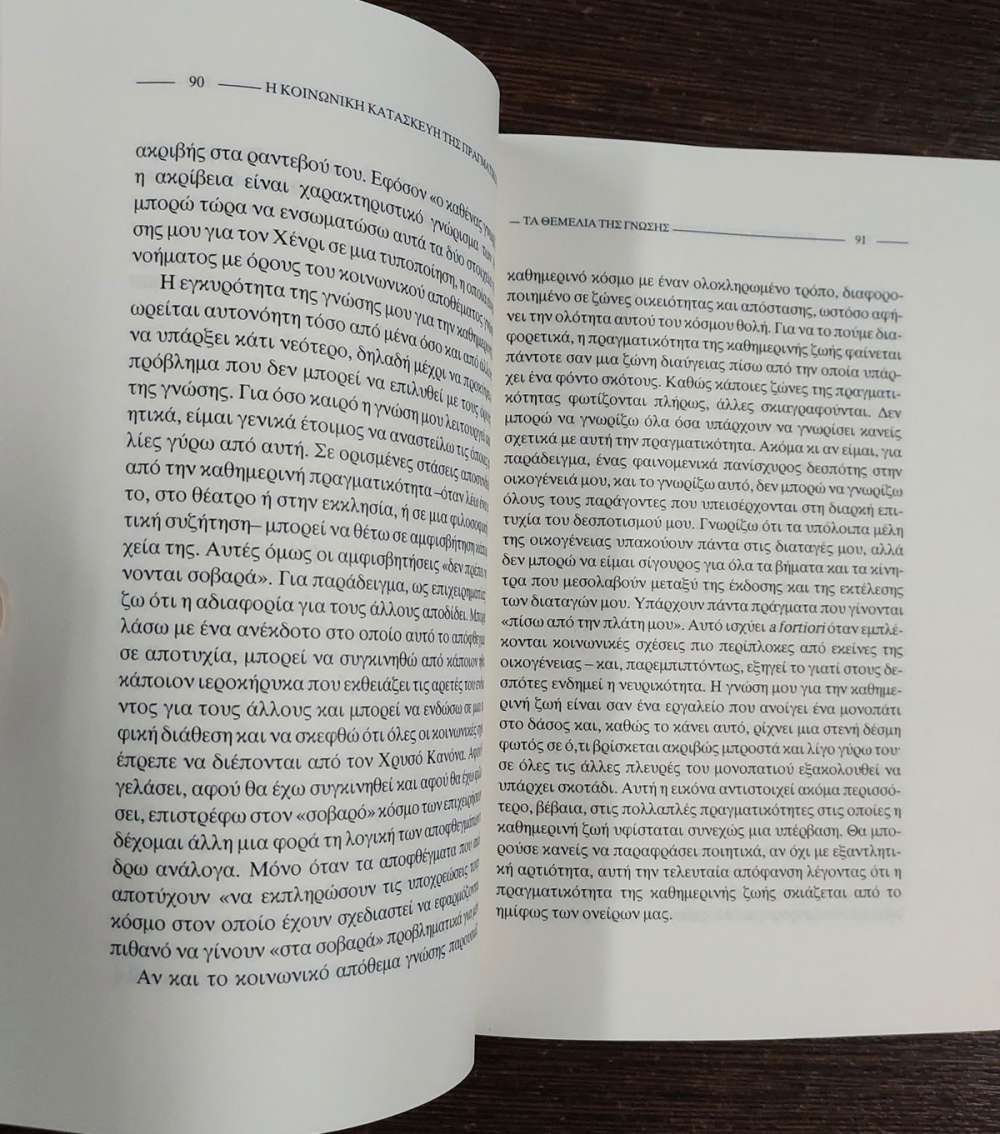 90 Η ΚΟΙΝΩΝΙΚΗ ΚΑΤΑΣΚΕΥΗ ΤΗΣ
ακριβής στα ραντεβού του. Εφόσον «ο καθένας
η ακρίβεια είναι χαρακτηριστικό γνώρισμα των
μπορώ τώρα να ενσωματώσω αυτά τα δύο
σης μου για τον Χένρι σε μια τυποποίηση, η οποία
νοήματος με όρους του κοινωνικού αποθέματος
Η εγκυρότητα της γνώσης μου για την
ωρείται αυτονόητη τόσο από μένα όσο και από
να υπάρξει κάτι νεότερο, δηλαδή μέχρι να
πρόβλημα που δεν μπορεί να επιλυθεί με τους
της γνώσης. Για όσο καιρό η γνώση μου λειτουργεί
ητικά, είμαι γενικά έτοιμος να αναστείλω τις
λίες γύρω από αυτή. Σε ορισμένες στάσεις
από την καθημερινή πραγματικότητα –όταν λέω
το, στο θέατρο ή στην εκκλησία, ή σε μια
τική συζήτηση– μπορεί να θέτω σε αμφισβήτηση
χεία της. Αυτές όμως οι αμφισβητήσεις «δεν πρέπει
νονται σοβαρά». Για παράδειγμα, ως
ζω ότι η αδιαφορία για τους άλλους αποδίδει.
λάσω με ένα ανέκδοτο στο οποίο αυτό το απόφθεγμα
σε αποτυχία, μπορεί να συγκινηθώ από κάποιον
κάποιον ιεροκήρυκα που εκθειάζει τις αρετές του
ντος για τους άλλους και μπορεί να ενδώσω σε μια
φική διάθεση και να σκεφθώ ότι όλες οι κοινωνικές
έπρεπε να διέπονται από τον Χρυσό Κανόνα. Αφού
γελάσει, αφού θα έχω συγκινηθεί και αφού θα έχω
σει, επιστρέφω στον «σοβαρό» κόσμο των
δέχομαι άλλη μια φορά τη λογική των αποφθεγμάτων
δρω ανάλογα. Μόνο όταν τα αποφθέγματα που
αποτύχουν «να εκπληρώσουν τις υποχρεώσεις τους»
κόσμο στον οποίο έχουν σχεδιαστεί να εφαρμόζονται
πιθανό να γίνουν «στα σοβαρά» προβληματικά για
Αν και το κοινωνικό απόθεμα γνώσης
ΤΑ ΘΕΜΕΛΙΑ ΤΗΣ ΓΝΩΣΗΣ 91
καθημερινό κόσμο με έναν ολοκληρωμένο τρόπο, διαφορο-
ποιημένο σε ζώνες οικειότητας και απόστασης, ωστόσο αφή-
νει την ολότητα αυτού του κόσμου θολή. Για να το πούμε δια-
φορετικά, η πραγματικότητα της καθημερινής ζωής φαίνεται
πάντοτε σαν μια ζώνη διαύγειας πίσω από την οποία υπάρ-
χει ένα φόντο σκότους. Καθώς κάποιες ζώνες της πραγματι-
κότητας φωτίζονται πλήρως, άλλες σκιαγραφούνται. Δεν
μπορώ να γνωρίζω όλα όσα υπάρχουν να γνωρίσει κανείς
σχετικά με αυτή την πραγματικότητα. Ακόμα κι αν είμαι, για
παράδειγμα, ένας φαινομενικά πανίσχυρος δεσπότης στην
οικογένειά μου, και το γνωρίζω αυτό, δεν μπορώ να γνωρίζω
όλους τους παράγοντες που υπεισέρχονται στη διαρκή επι-
τυχία του δεσποτισμού μου. Γνωρίζω ότι τα υπόλοιπα μέλη
της οικογένειας υπακούουν πάντα στις διαταγές μου, αλλά
δεν μπορώ να είμαι σίγουρος για όλα τα βήματα και τα κίνη-
τρα που μεσολαβούν μεταξύ της έκδοσης και της εκτέλεσης
των διαταγών μου. Υπάρχουν πάντα πράγματα που γίνονται
«πίσω από την πλάτη μου». Αυτό ισχύει a fortiori όταν εμπλέ-
κονται κοινωνικές σχέσεις πιο περίπλοκες από εκείνες της
οικογένειας – και, παρεμπιπτόντως, εξηγεί το γιατί στους δε-
σπότες ενδημεί η νευρικότητα. Η γνώση μου για την καθημε-
ρινή ζωή είναι σαν ένα εργαλείο που ανοίγει ένα μονοπάτι
στο δάσος και, καθώς το κάνει αυτό, ρίχνει μια στενή δέσμη
φωτός σε ό,τι βρίσκεται ακριβώς μπροστά και λίγο γύρω του·
σε όλες τις άλλες πλευρές του μονοπατιού εξακολουθεί να
υπάρχει σκοτάδι. Αυτή η εικόνα αντιστοιχεί ακόμα περισσό-
τερο, βέβαια, στις πολλαπλές πραγματικότητες στις οποίες η
καθημερινή ζωή υφίσταται συνεχώς μια υπέρβαση. Θα μπο-
ρούσε κανείς να παραφράσει ποιητικά, αν όχι με εξαντλητι-
κή αρτιότητα, αυτή την τελευταία απόφανση λέγοντας ότι η
πραγματικότητα της καθημερινής ζωής σκιάζεται από το
ημίφως των ονείρων μας.